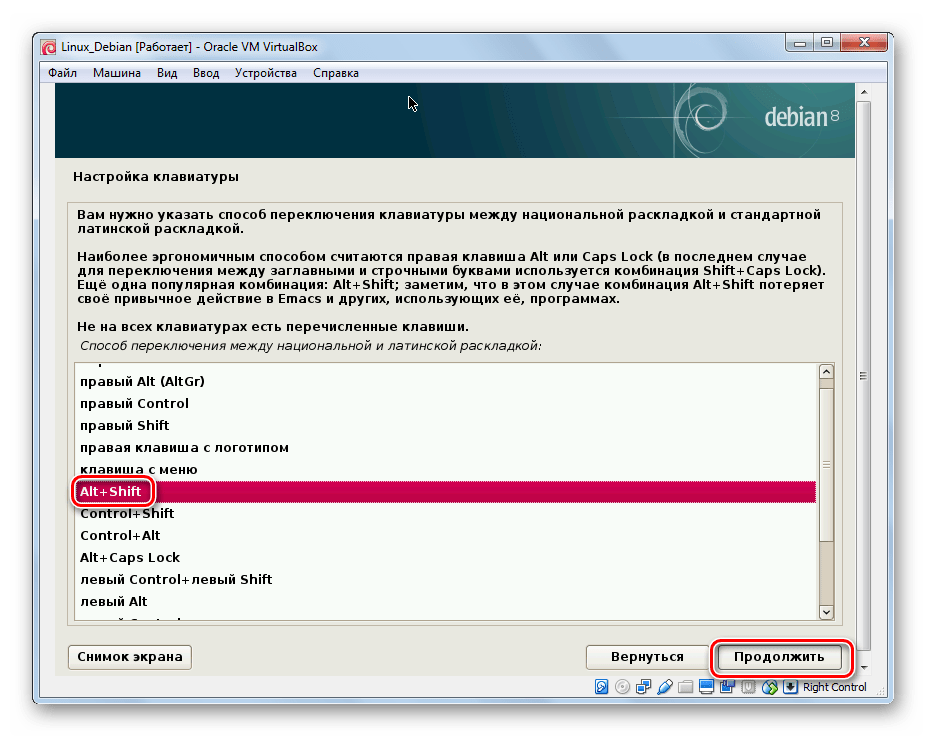 Linux_Debian [Работает] - Oracle VM VirtualBox
Файл Машина Вид Ввод Устройства Справка
debian 8
Настройка клавиатуры
Вам нужно указать способ переключения клавиатуры между национальной раскладкой и стандартной
латинской раскладкой.
Наиболее эргономичным способом считаются правая клавиша Alt или Caps Lock (в последнем случае
для переключения между заглавными и строчными буквами используется комбинация Shift+Caps Lock).
Ещё одна популярная комбинация: Alt+Shift; заметим, что в этом случае комбинация Alt+Shift потеряет
своё привычное действие в Emacs и других, использующих её, программах.
Не на всех клавиатурах есть перечисленные клавиши.
Способ переключения между национальной и латинской раскладкой:
правый Alt (AltGr)
правый Control
правый Shift
правая клавиша с логотипом
клавиша с меню
Alt+Shift
Control+Shift
Control+Alt
Alt+Caps Lock
левый Control+левый Shift
левый Alt
Снимок экрана Вернуться Продолжить
Right Control